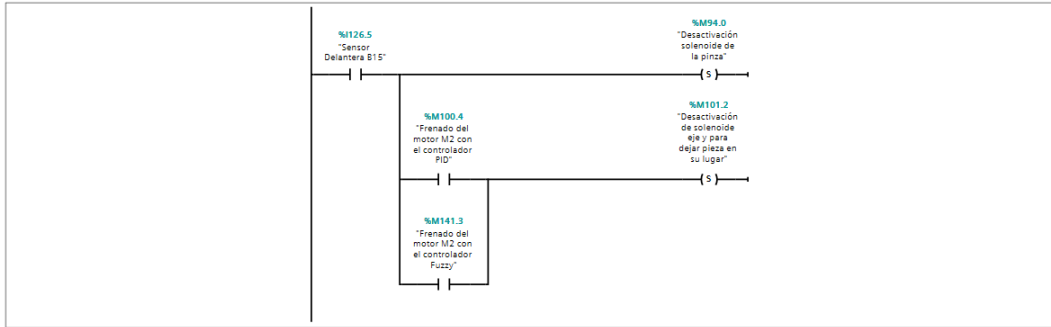 %I126.5
"Sensor
Delantera B15"
%M94.0
"Desactivación
solenoide de
la pinza"
S
%M100.4
"Frenado del
motor M2 con
el controlador
PID"
%M101.2
"Desactivación
de solenoide
eje y para
dejar pieza en
su lugar"
S
%M141.3
"Frenado del
motor M2 con
el controlador
Fuzzy"